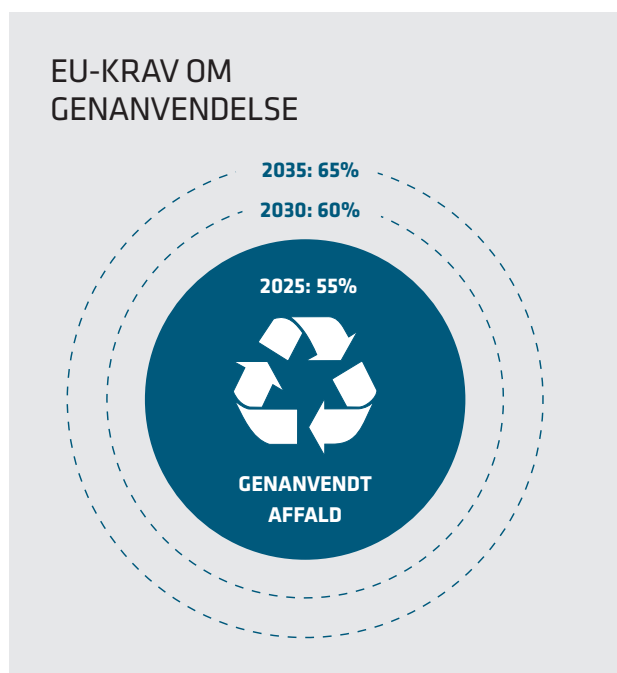 EU-KRAV OM
GENANVENDELSE
2035: 65%
2030: 60%
2025: 55%
GENANVENDT
AFFALD